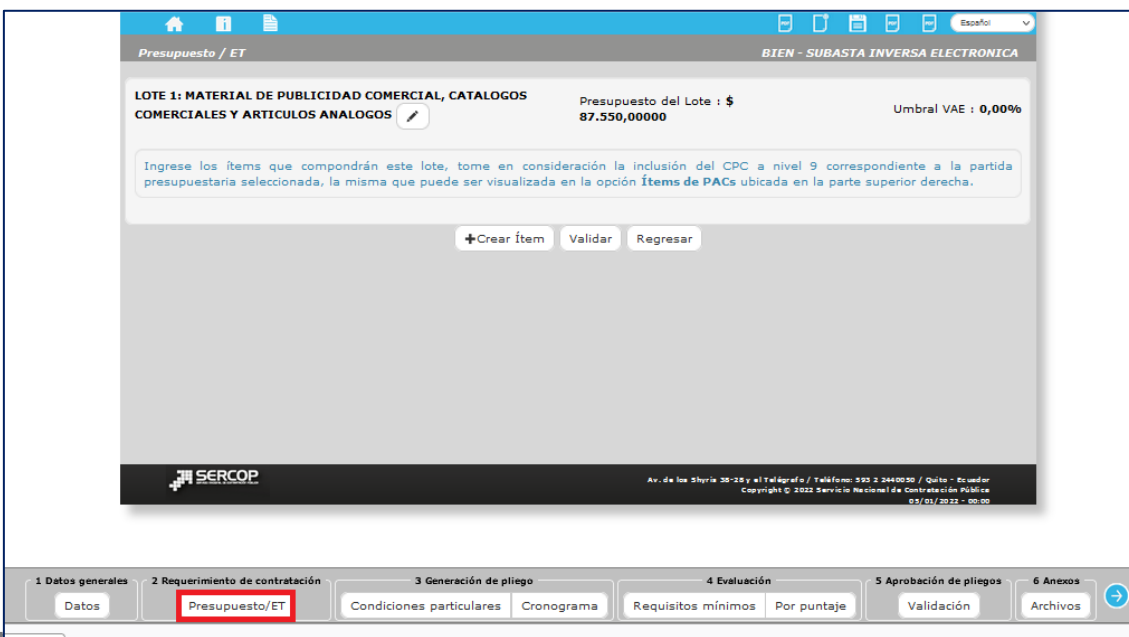 Español
Presupuesto / ET
BIEN - SUBASTA INVERSA ELECTRONICA
LOTE 1: MATERIAL DE PUBLICIDAD COMERCIAL, CATALOGOS
COMERCIALES Y ARTICULOS ANALOGOS
Presupuesto del Lote : $
87.550,00000
Umbral VAE : 0,00%
Ingrese los ítems que compondrán este lote, tome en consideración la inclusión del CPC a nivel 9 correspondiente a la partida
presupuestaria seleccionada, la misma que puede ser visualizada en la opción Ítems de PACs ubicada en la parte superior derecha.
+Crear Ítem
Validar
Regresar
SERCOP
Av. de los Shyris 38-28 y el Telégrafo / Teléfono: 593 2 2440050 / Quito - Ecuador
Copyright © 2022 Servicio Nacional de Contratación Pública
05/01/2022 - 00:00
1 Datos generales
Datos
2 Requerimiento de contratación
Presupuesto/ET
3 Generación de pliego
Condiciones particulares
Cronograma
4 Evaluación
Requisitos mínimos
Por puntaje
5 Aprobación de pliegos
Validación
6 Anexos
Archivos